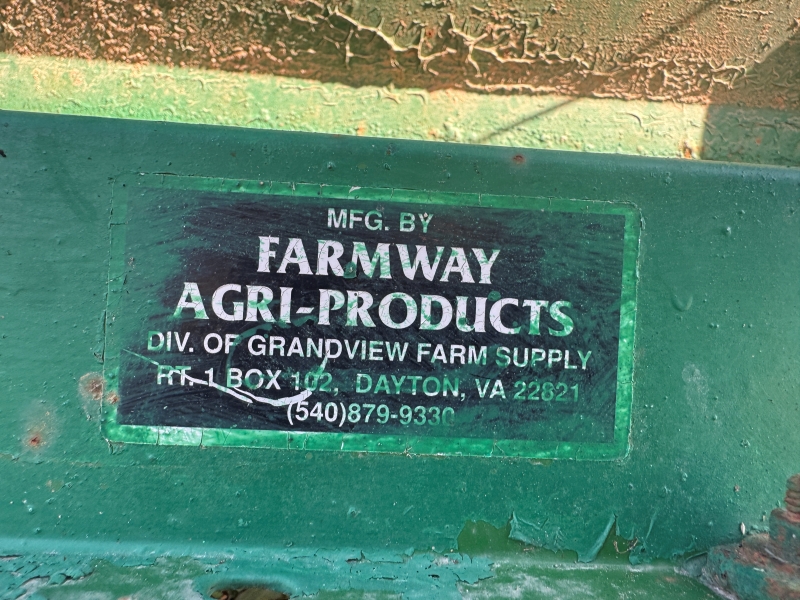 MFG. BY
FARMWAY
AGRI-PRODUCTS
DIV. OF GRANDVIEW FARM SUPPLY
RT. 1 BOX 102, DAYTON, VA 22821
(540)879-9330